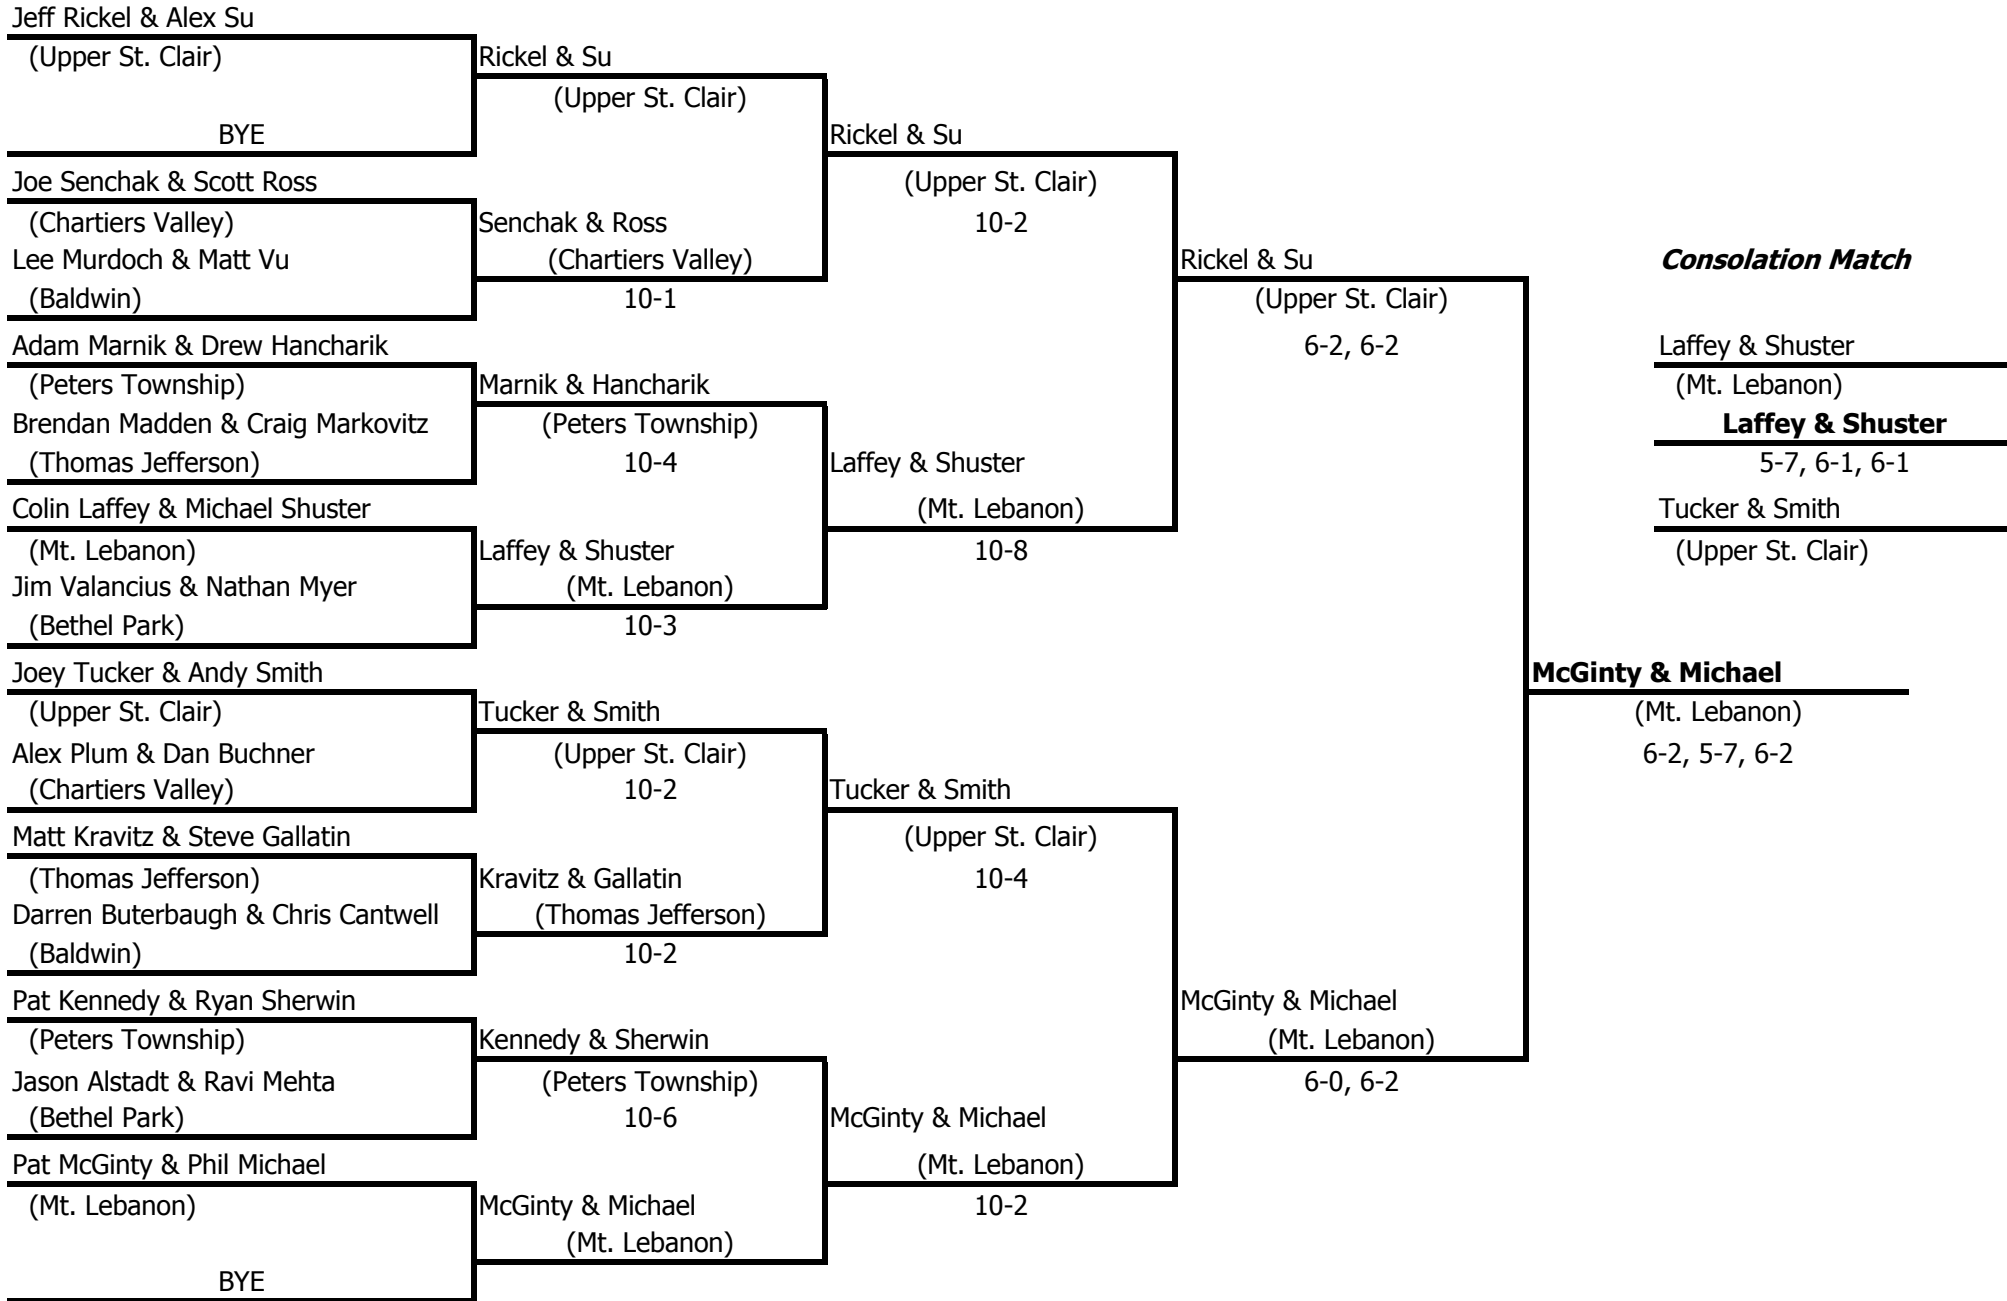 Jeff Rickel & Alex Su
(Upper St. Clair)
BYE
Joe Senchak & Scott Ross
(Chartiers Valley)
Lee Murdoch & Matt Vu
(Baldwin)
Adam Marnik & Drew Hancharik
(Peters Township)
Brendan Madden & Craig Markovitz
(Thomas Jefferson)
Colin Laffey & Michael Shuster
(Mt. Lebanon)
Jim Valancius & Nathan Myer
(Bethel Park)
Joey Tucker & Andy Smith
(Upper St. Clair)
Alex Plum & Dan Buchner
(Chartiers Valley)
Matt Kravitz & Steve Gallatin
(Thomas Jefferson)
Darren Buterbaugh & Chris Cantwell
(Baldwin)
Pat Kennedy & Ryan Sherwin
(Peters Township)
Jason Alstadt & Ravi Mehta
(Bethel Park)
Pat McGinty & Phil Michael
(Mt. Lebanon)
BYE
Rickel & Su
(Upper St. Clair)
Senchak & Ross
(Chartiers Valley)
10-1
Marnik & Hancharik
(Peters Township)
10-4
Laffey & Shuster
(Mt. Lebanon)
10-3
Tucker & Smith
(Upper St. Clair)
10-2
Kravitz & Gallatin
(Thomas Jefferson)
10-2
Kennedy & Sherwin
(Peters Township)
10-6
McGinty & Michael
(Mt. Lebanon)
Rickel & Su
(Upper St. Clair)
10-2
Laffey & Shuster
(Mt. Lebanon)
10-8
Tucker & Smith
(Upper St. Clair)
10-4
McGinty & Michael
(Mt. Lebanon)
10-2
Rickel & Su
(Upper St. Clair)
6-2, 6-2
McGinty & Michael
(Mt. Lebanon)
6-0, 6-2
McGinty & Michael
(Mt. Lebanon)
6-2, 5-7, 6-2
Consolation Match
Laffey & Shuster
(Mt. Lebanon)
Laffey & Shuster
5-7, 6-1, 6-1
Tucker & Smith
(Upper St. Clair)